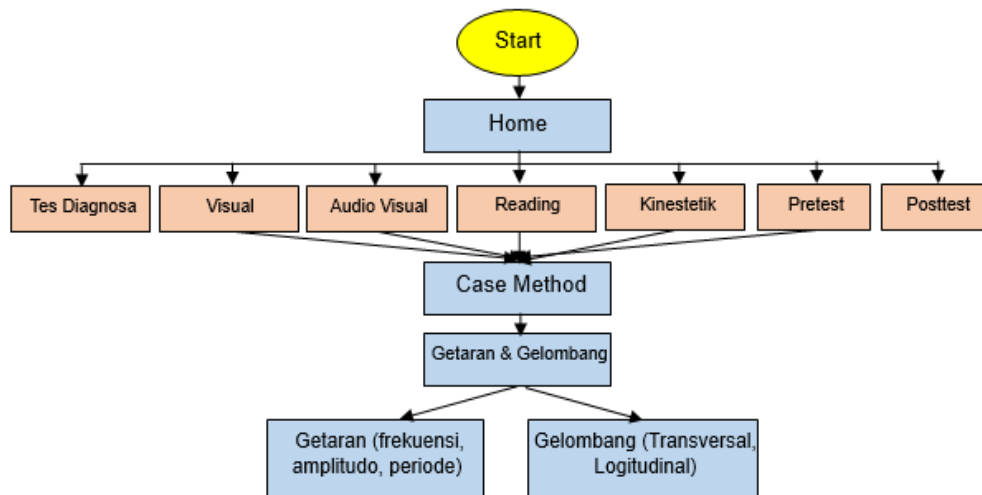 Start
Home
Tes Diagnosa
Visual
Audio Visual
Reading
Kinestetik
Pretest
Posttest
Case Method
Getaran & Gelombang
Getaran (frekuensi,
amplitudo, periode)
Gelombang (Transversal,
Logitudinal)